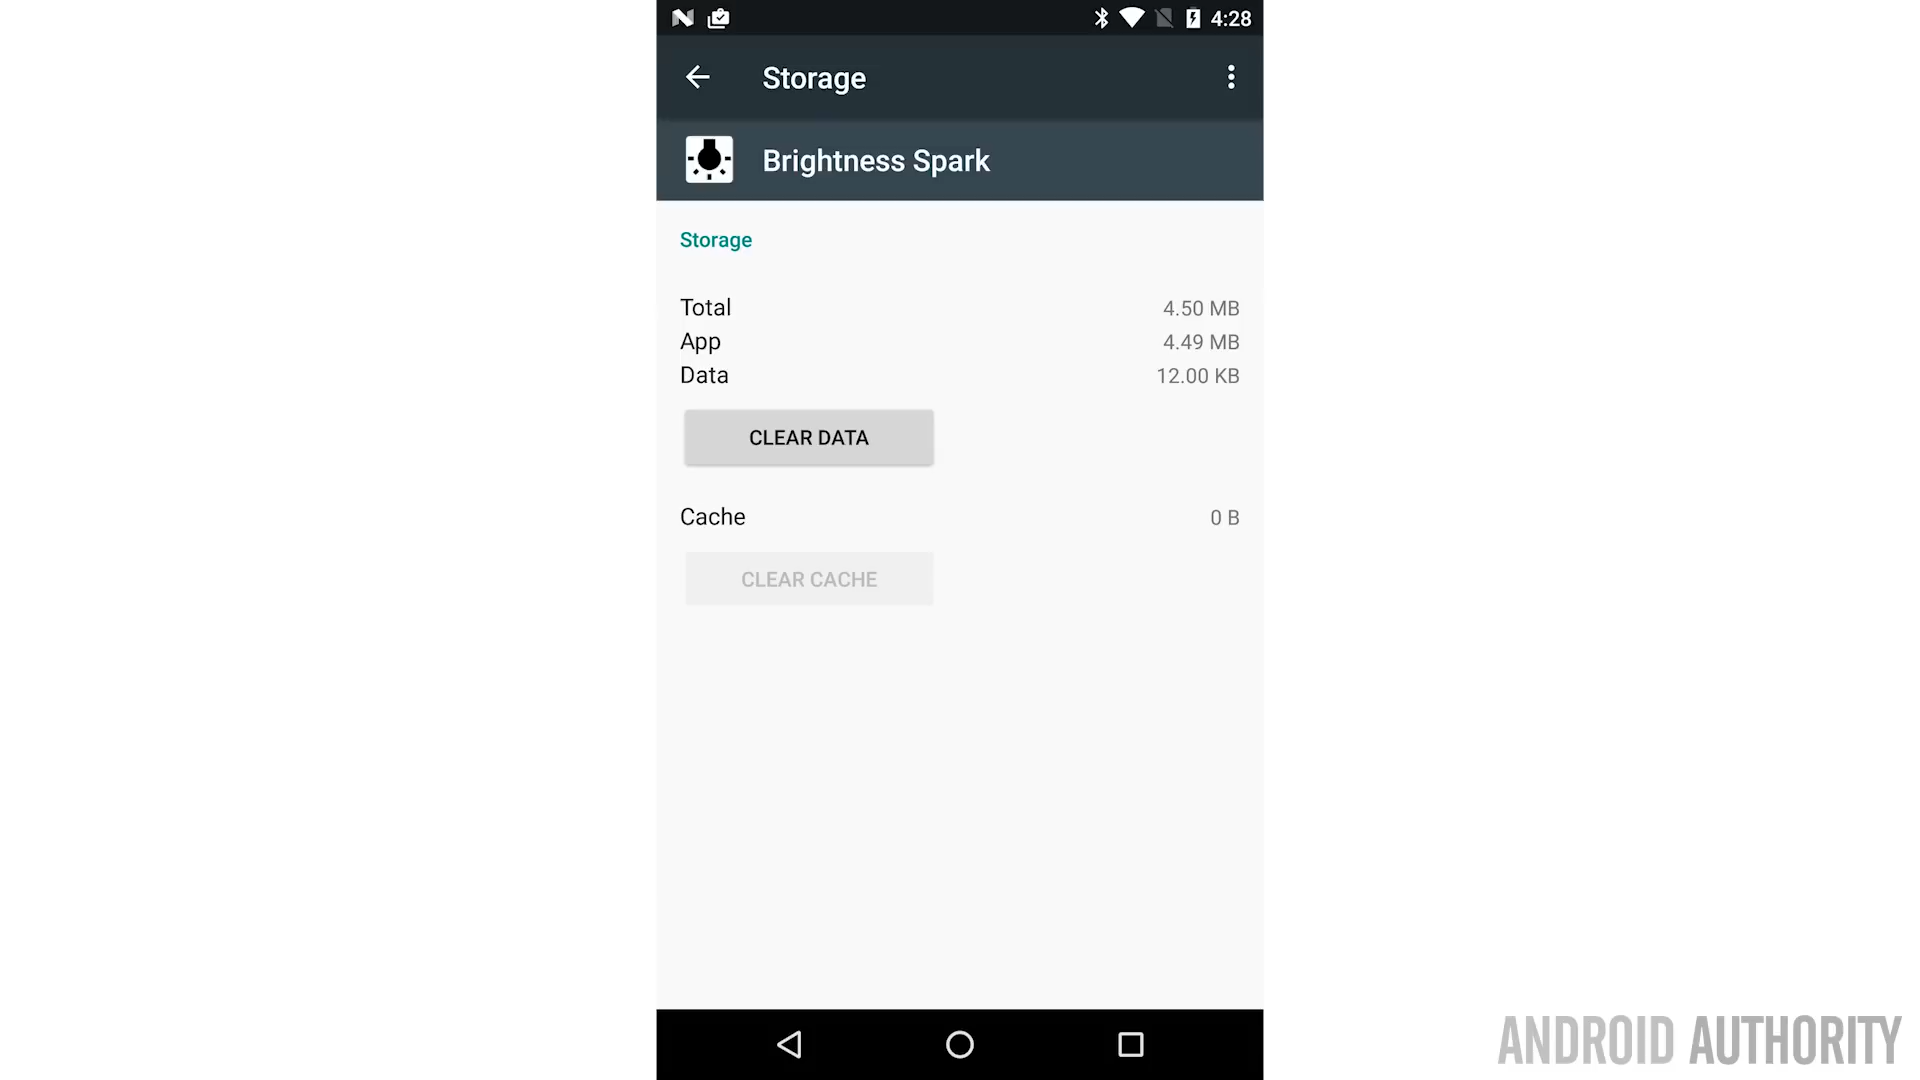 4:28
Storage
Brightness Spark
Storage
Total 4.50 MB
App 4.49 MB
Data 12.00 KB
CLEAR DATA
Cache 0 B
CLEAR CACHE
ANDROID AUTHORITY